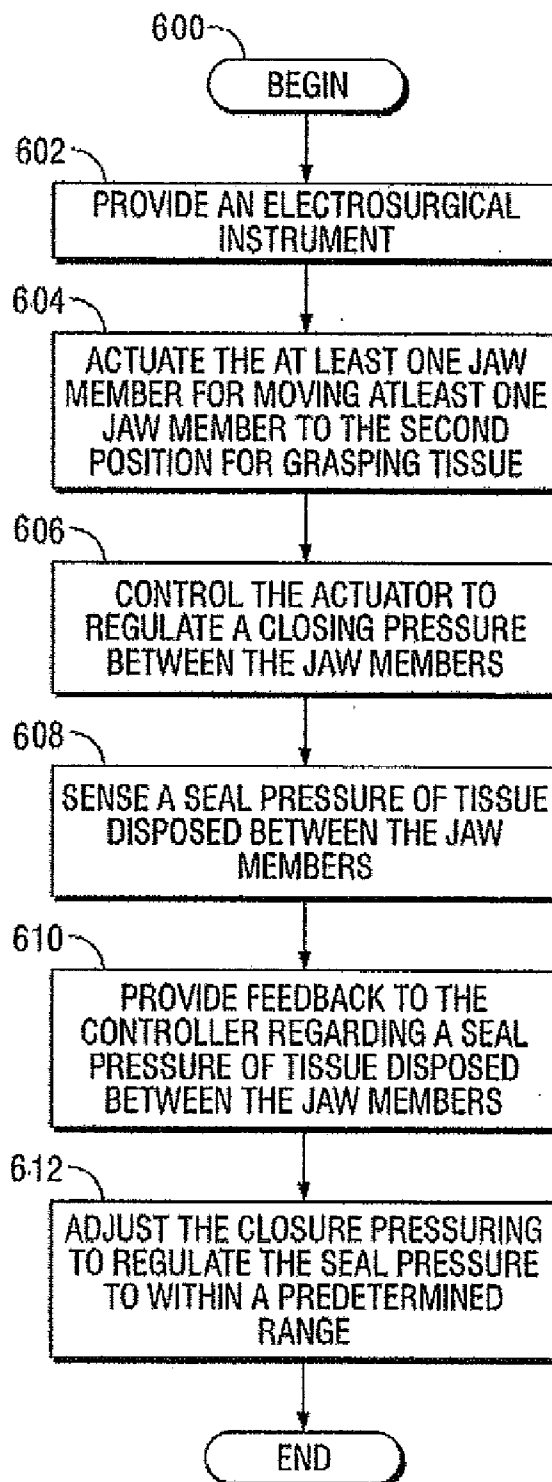 600
BEGIN
602
PROVIDE AN ELECTROSURGICAL
INSTRUMENT
604
ACTUATE THE AT LEAST ONE JAW
MEMBER FOR MOVING ATLEAST ONE
JAW MEMBER TO THE SECOND
POSITION FOR GRASPING TISSUE
606
CONTROL THE ACTUATOR TO
REGULATE A CLOSING PRESSURE
BETWEEN THE JAW MEMBERS
608
SENSE A SEAL PRESSURE OF TISSUE
DISPOSED BETWEEN THE JAW
MEMBERS
610
PROVIDE FEEDBACK TO THE
CONTROLLER REGARDING A SEAL
PRESSURE OF TISSUE DISPOSED
BETWEEN THE JAW MEMBERS
612
ADJUST THE CLOSURE PRESSURING
TO REGULATE THE SEAL PRESSURE
TO WITHIN A PREDETERMINED
RANGE
END